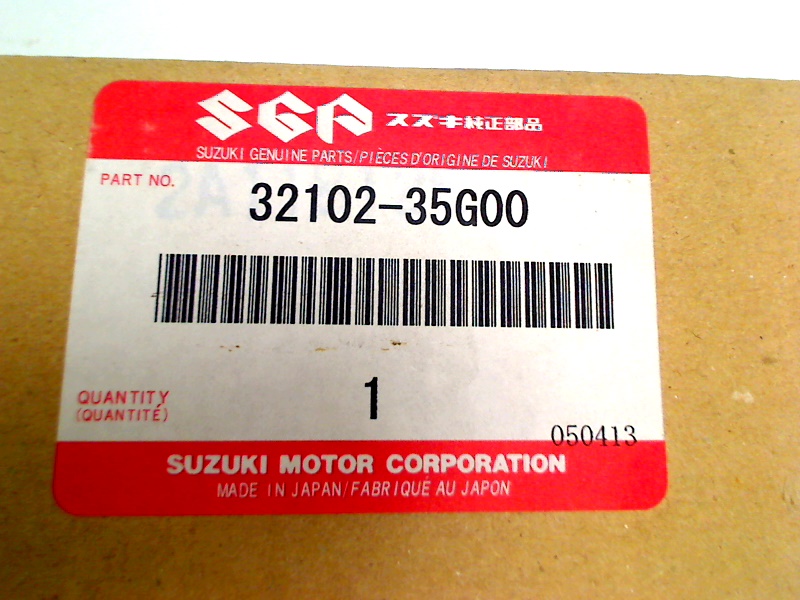 SGP スズキ純正部品
SUZUKI GENUINE PARTS/PIÈCES D'ORIGINE DE SUZUKI
PART NO.
32102-35G00
1
QUANTITY
(QUANTITÉ)
050413
SUZUKI MOTOR CORPORATION
MADE IN JAPAN/FABRIQUÉ AU JAPON